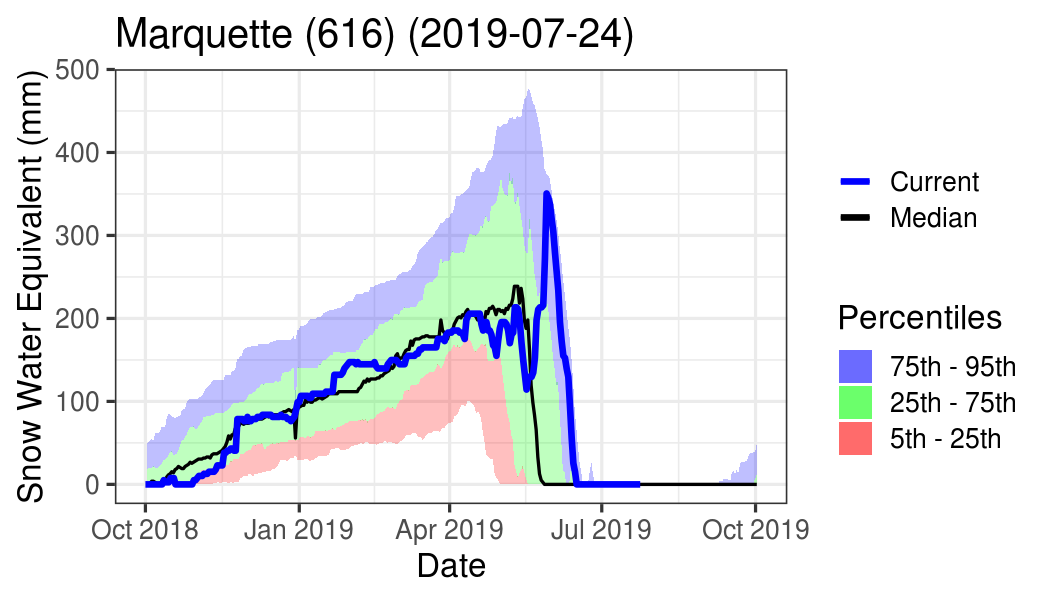 Marquette (616) (2019-07-24)
Snow Water Equivalent (mm)
500
400
300
200
100
0
Oct 2018
Jan 2019
Apr 2019
Jul 2019
Oct 2019
Date
Current
Median
Percentiles
75th - 95th
25th - 75th
5th - 25th